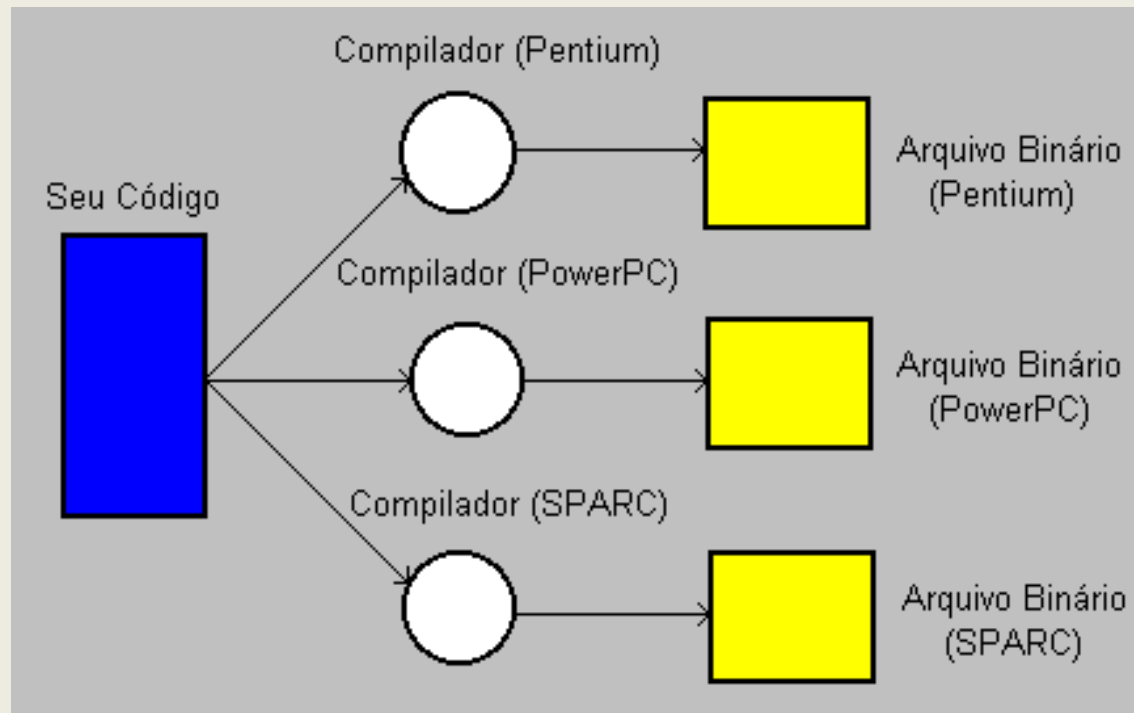 Compilador (Pentium)
Arquivo Binário
(Pentium)
Seu Código
Compilador (PowerPC)
Arquivo Binário
(PowerPC)
Compilador (SPARC)
Arquivo Binário
(SPARC)